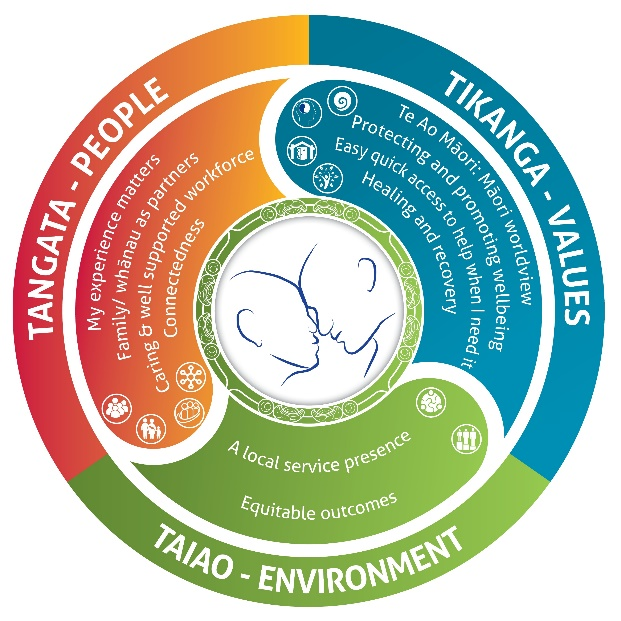 TANGATA - PEOPLE
My experience matters
Family/ whānau as partners
Caring & well supported workforce
Connectedness
TIKANGA - VALUES
Te Ao Māori: Māori worldview
Protecting and promoting wellbeing
Easy quick access to help when I need it
Healing and recovery
A local service presence
Equitable outcomes
TAIAO - ENVIRONMENT